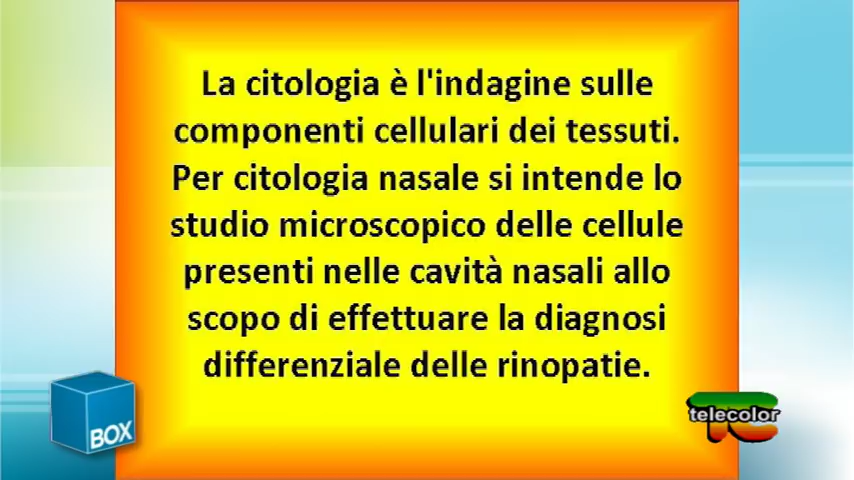 La citologia è l'indagine sulle
componenti cellulari dei tessuti.
Per citologia nasale si intende lo
studio microscopico delle cellule
presenti nelle cavità nasali allo
scopo di effettuare la diagnosi
differenziale delle rinopatie.
BOX
telecolor